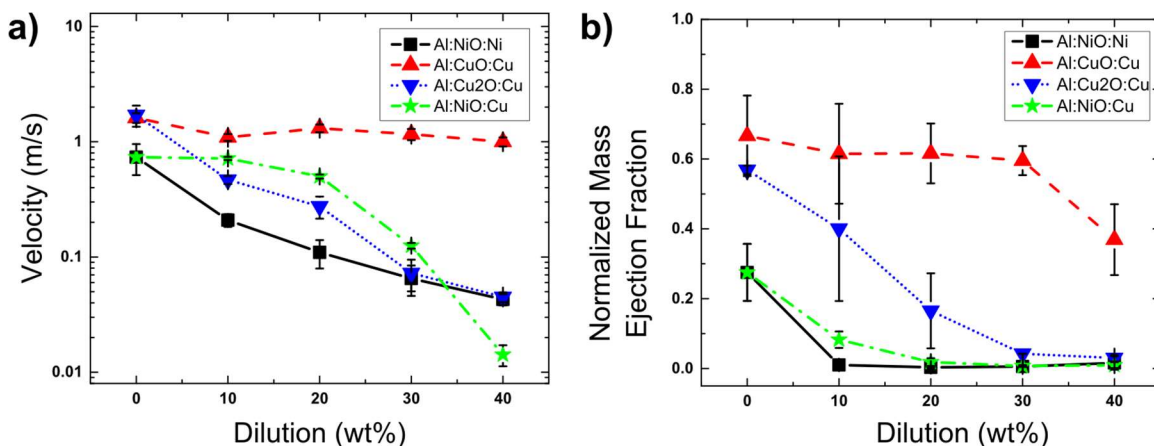 a)
10
1
0.1
0.01
Velocity (m/s)
0 10 20 30 40
Dilution (wt%)
Al:NiO:Ni
Al:CuO:Cu
Al:Cu2O:Cu
Al:NiO:Cu
b)
1.0
0.8
0.6
0.4
0.2
0.0
Normalized Mass
Ejection Fraction
0 10 20 30 40
Dilution (wt%)
Al:NiO:Ni
Al:CuO:Cu
Al:Cu2O:Cu
Al:NiO:Cu